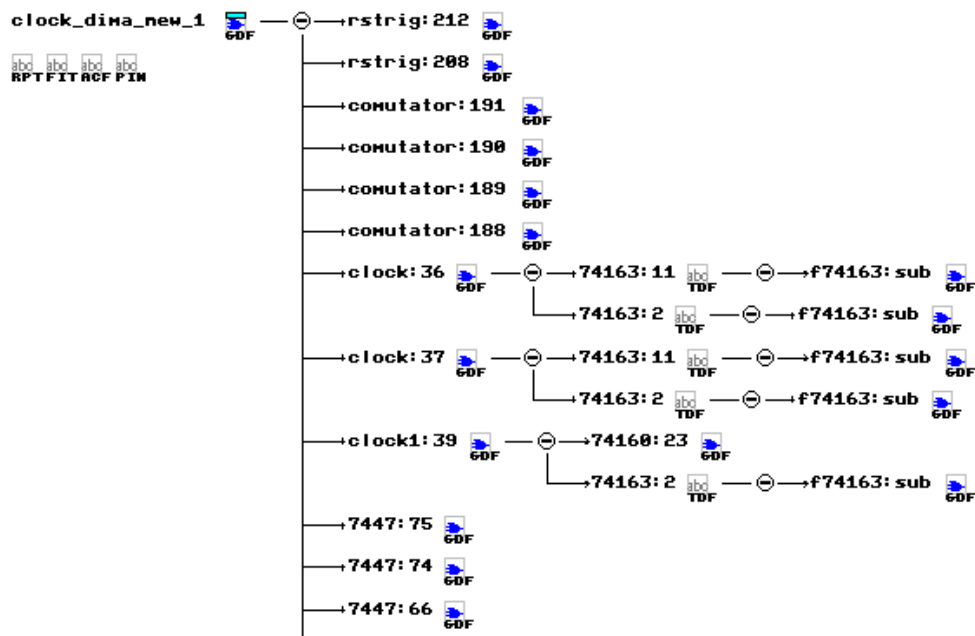 clock_dima_new_1 GDF rstrig:212 GDF
abc abc abc abc rstrig:208 GDF
RPT FIT ACF PIN
comutator:191 GDF
comutator:190 GDF
comutator:189 GDF
comutator:188 GDF
clock:36 GDF 74163:11 abc TDF f74163:sub GDF
74163:2 abc TDF f74163:sub GDF
clock:37 GDF 74163:11 abc TDF f74163:sub GDF
74163:2 abc TDF f74163:sub GDF
clock1:39 GDF 74160:23 GDF
74163:2 abc TDF f74163:sub GDF
7447:75 GDF
7447:74 GDF
7447:66 GDF